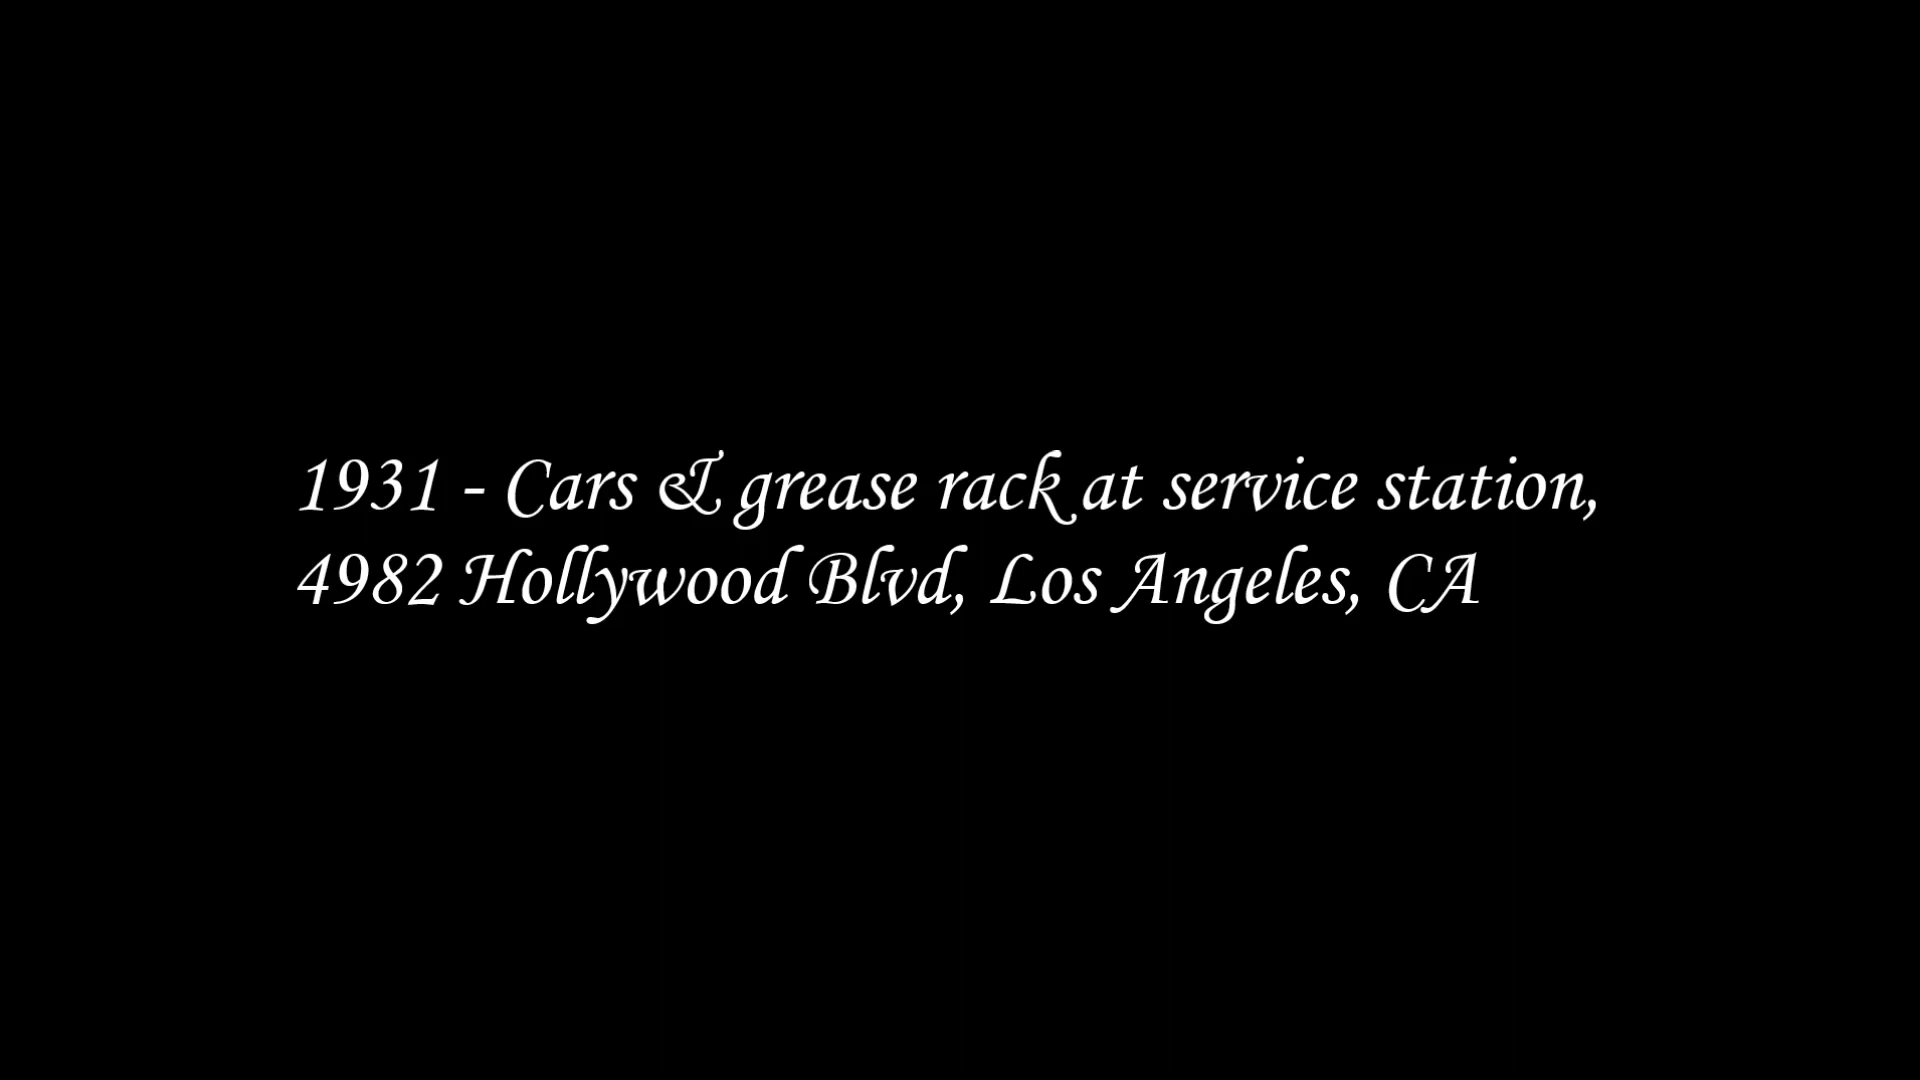 1931 - Cars & grease rack at service station,
4982 Hollywood Blvd, Los Angeles, CA